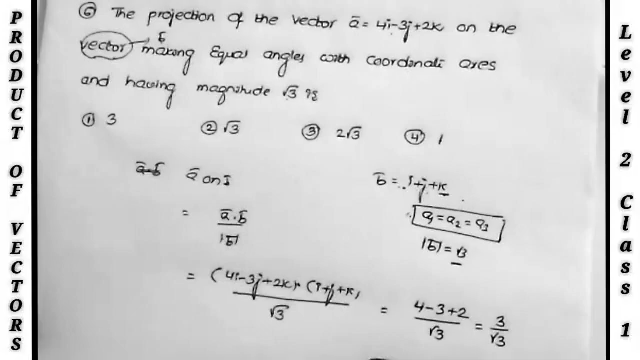 PRODUCT OF VECTORS
⑥ The projection of the vector a̅ = 4i-3j+2k on the
vector b̅ making Equal angles with coordinate axes
and having magnitude √3 is
① 3 ② √3 ③ 2√3 ④ 1
a̅ on b̅
= a̅.b̅ / |b̅|
= (4i-3j+2k).(i+j+k) / √3 = 4-3+2 / √3 = 3/√3
b̅ = i+j+k
a₁=a₂=a₃
|b̅| = √3
Level 2 Class 1